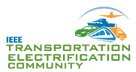 IEEE
TRANSPORTATION
ELECTRIFICATION
COMMUNITY